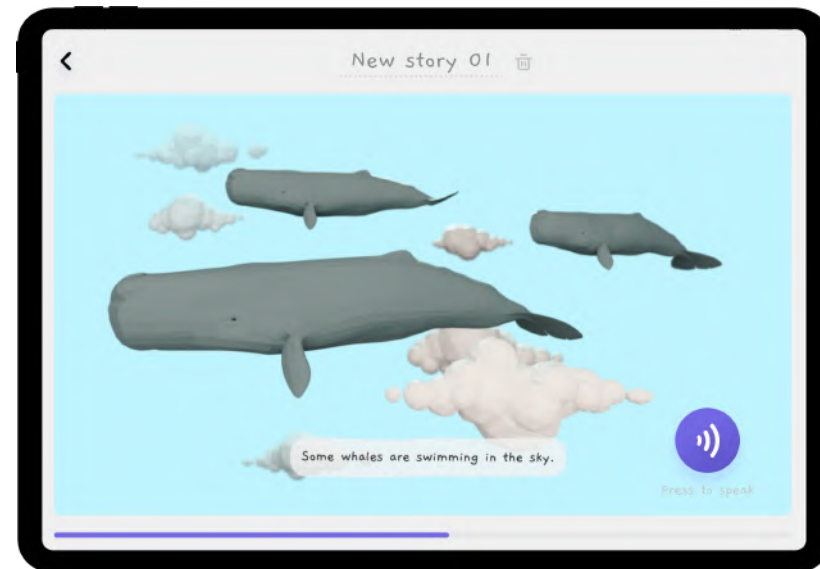 New story 01
Some whales are swimming in the sky.
Press to speak